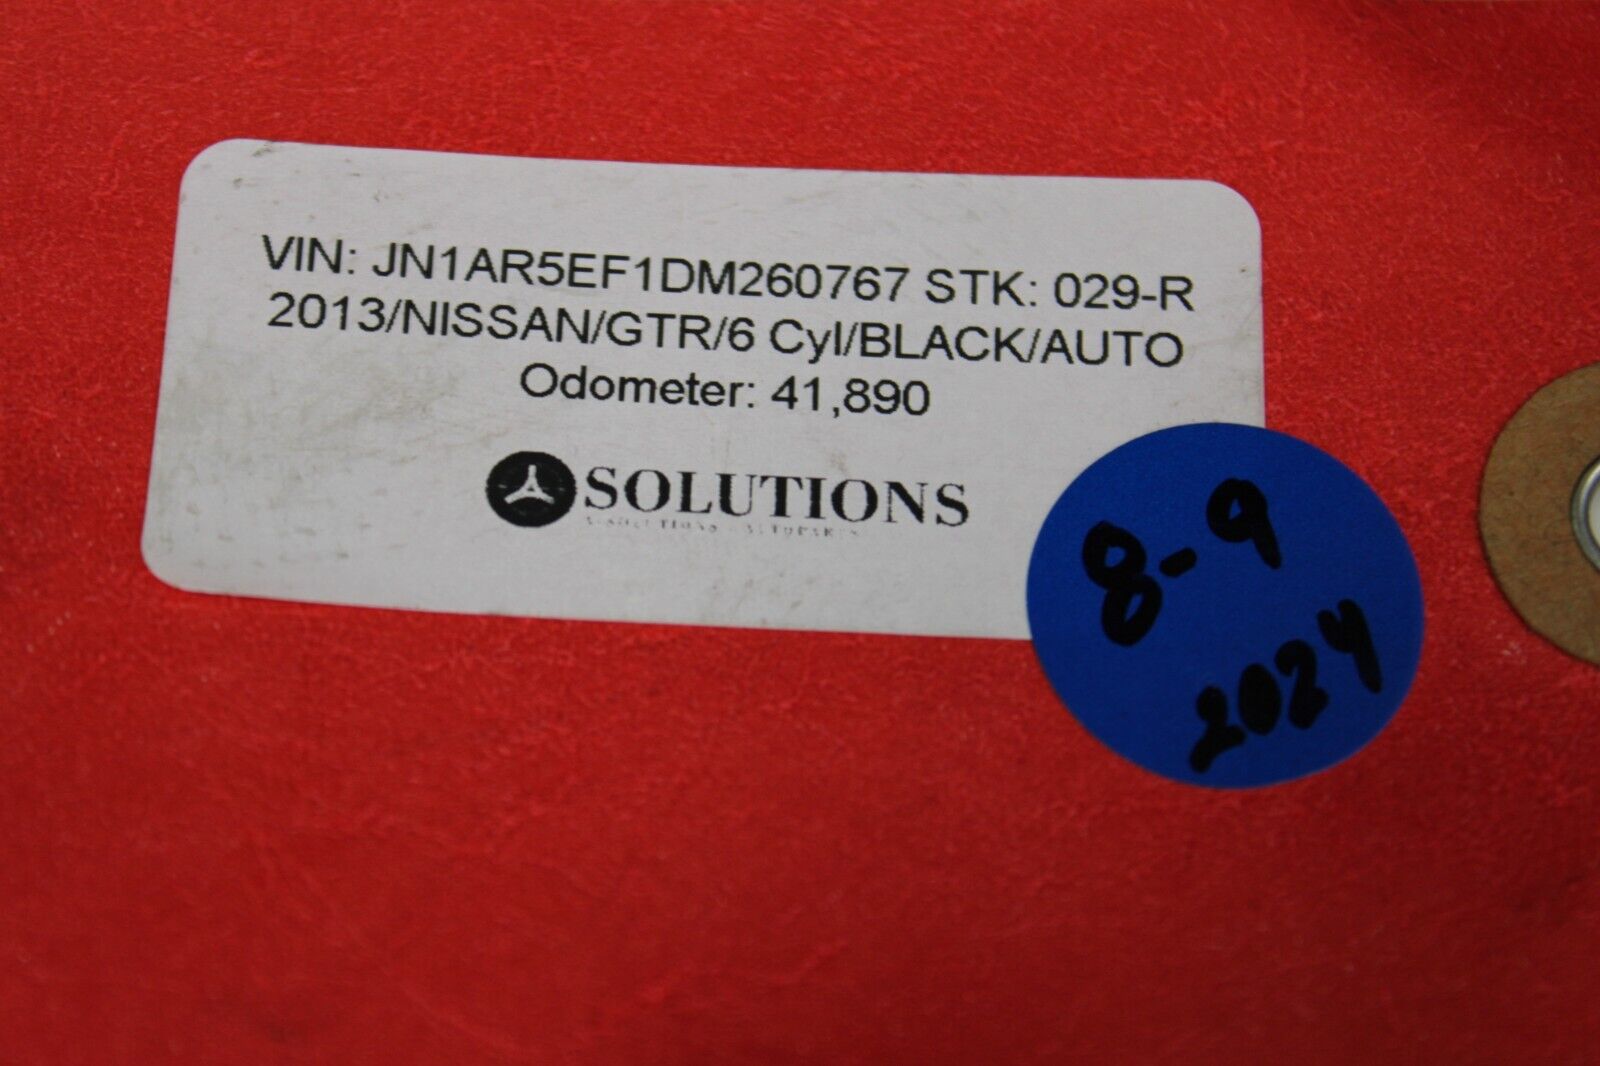 VIN: JN1AR5EF1DM260767 STK: 029-R
2013/NISSAN/GTR/6 Cyl/BLACK/AUTO
Odometer: 41,890
SOLUTIONS
8-9
2024